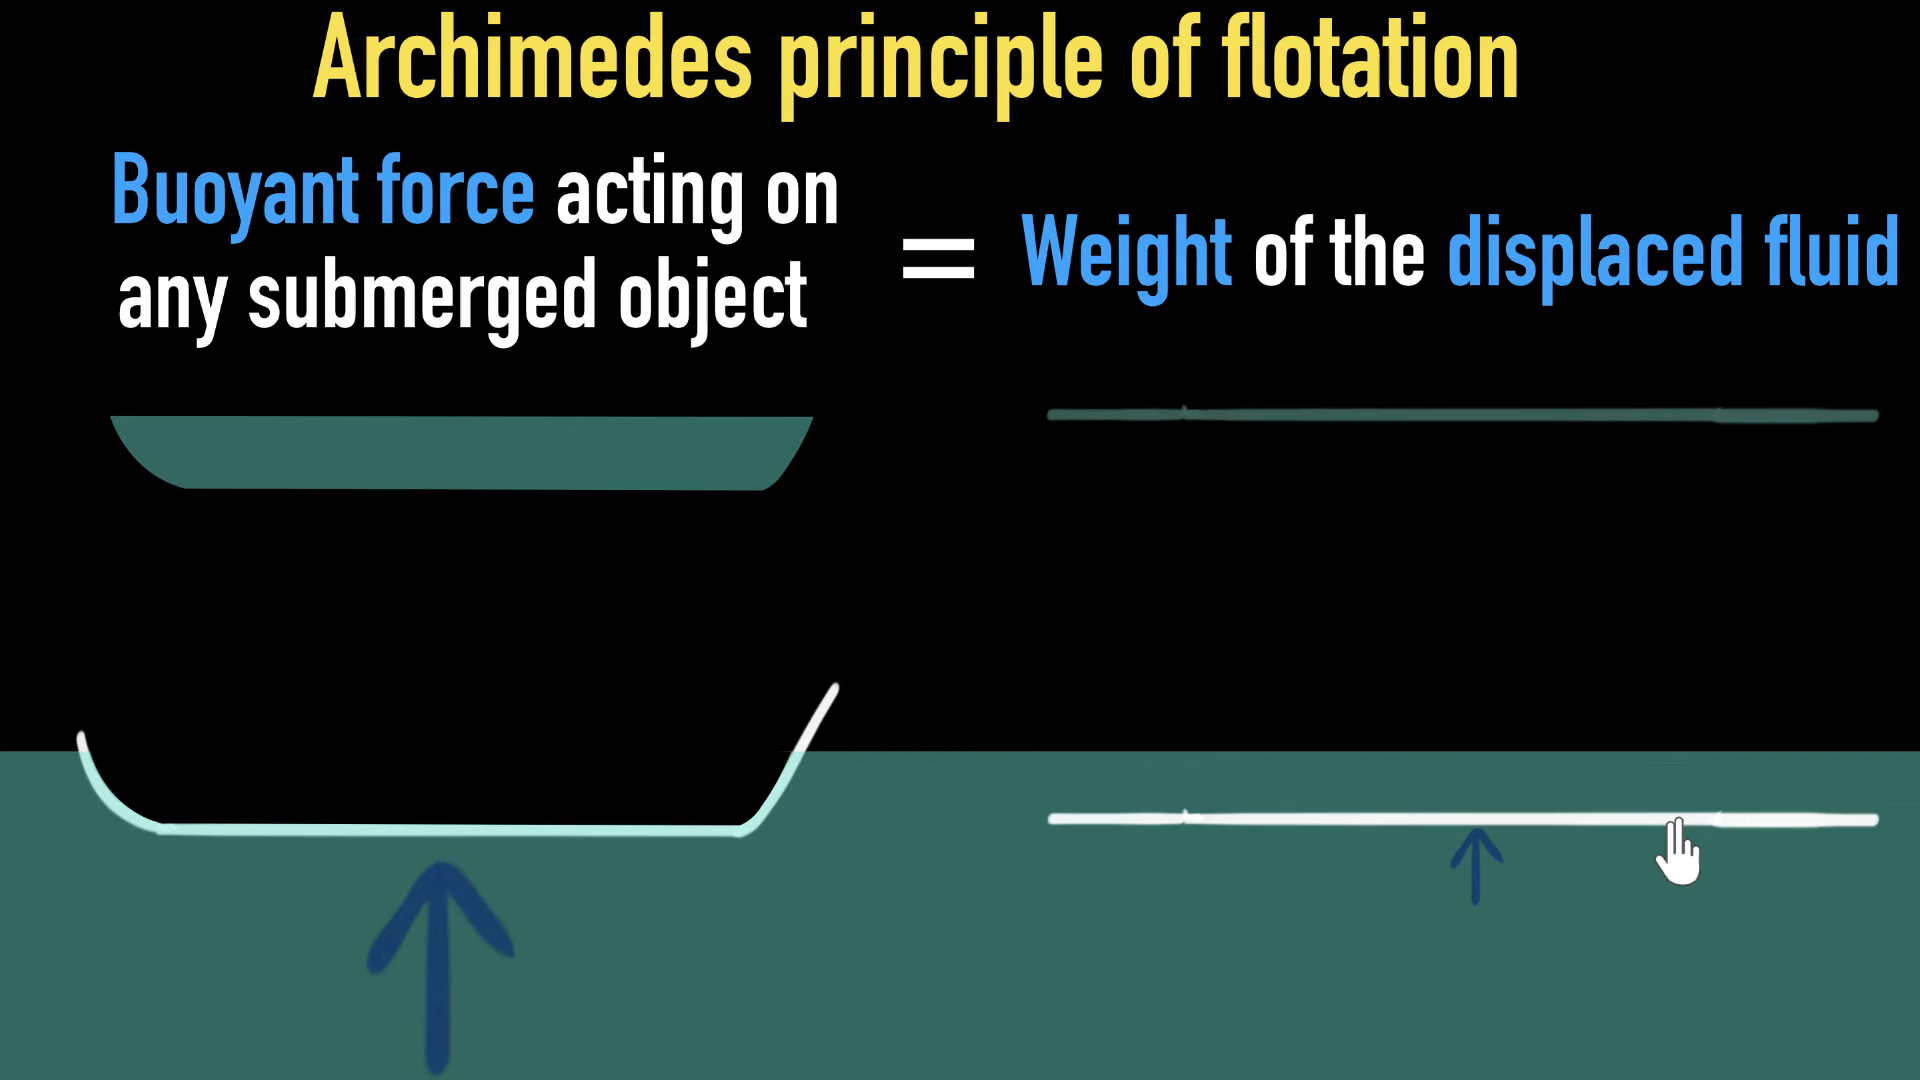 Archimedes principle of flotation
Buoyant force acting on
any submerged object
=
Weight of the displaced fluid